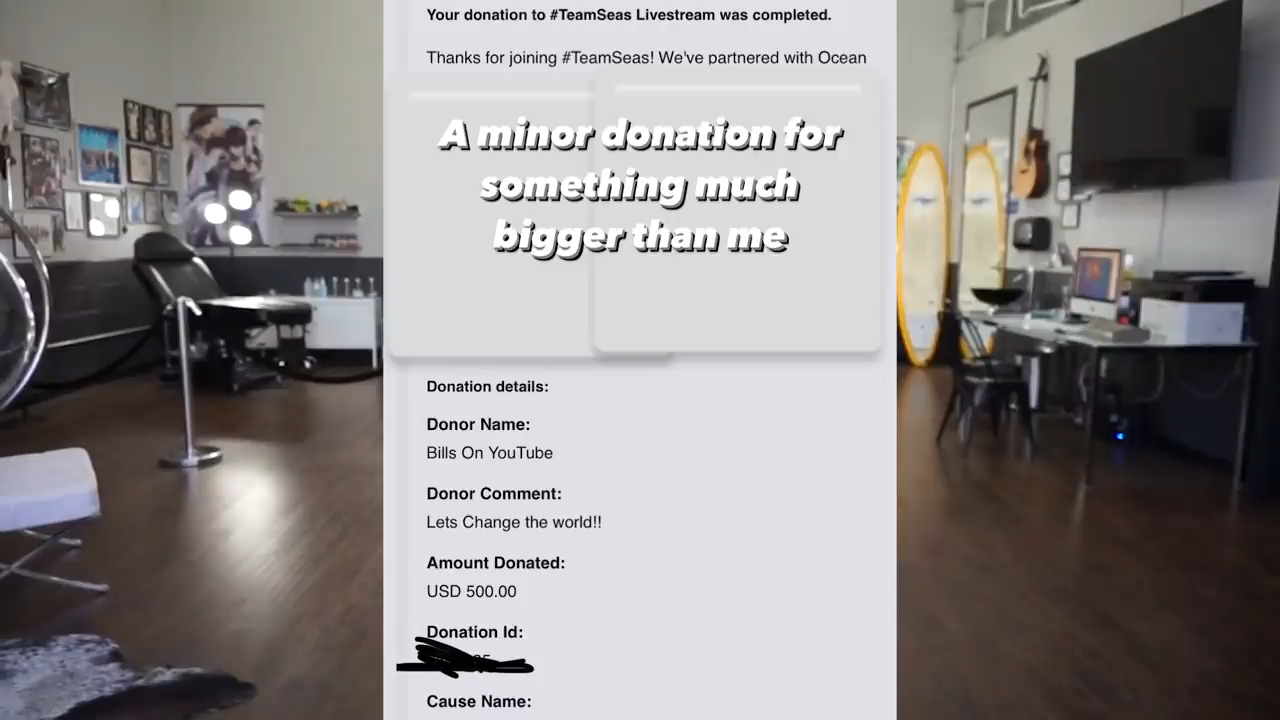 Your donation to #TeamSeas Livestream was completed.
Thanks for joining #TeamSeas! We've partnered with Ocean
A minor donation for
something much
bigger than me
Donation details:
Donor Name:
Bills On YouTube
Donor Comment:
Lets Change the world!!
Amount Donated:
USD 500.00
Donation Id:
Cause Name: